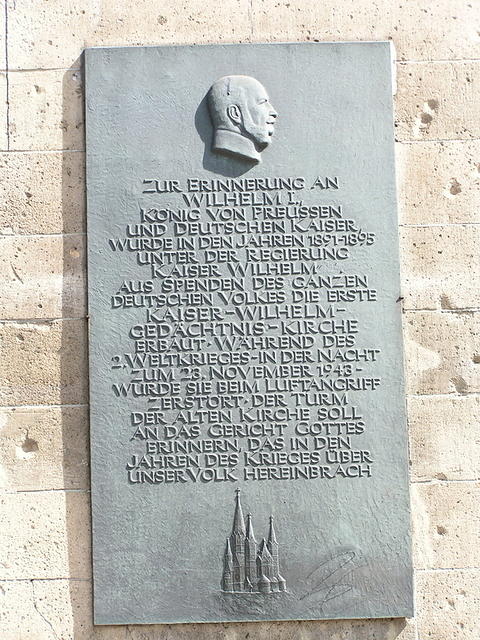 ZUR ERINNERUNG AN
WILHELM I.,
KÖNIG VON PREUSSEN
UND DEUTSCHEN KAISER,
WURDE IN DEN JAHREN 1891-1895
UNTER DER REGIERUNG
KAISER WILHELM II
AUS SPENDEN DES GANZEN
DEUTSCHEN VOLKES DIE ERSTE
KAISER-WILHELM-
GEDÄCHTNIS-KIRCHE
ERBAUT·WÄHREND DES
2. WELTKRIEGES-IN DER NACHT
ZUM 23. NOVEMBER 1943-
WURDE SIE BEIM LUFTANGRIFF
ZERSTÖRT·DER TURM
DER ALTEN KIRCHE SOLL
AN DAS GERICHT GOTTES
ERINNERN, DAS IN DEN
JAHREN DES KRIEGES ÜBER
UNSER VOLK HEREINBRACH